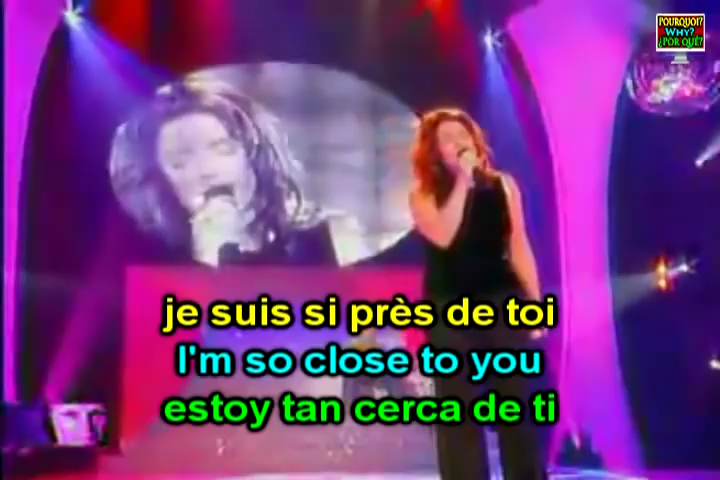 POURQUOI?
WHY?
¿POR QUÉ?
je suis si près de toi
I'm so close to you
estoy tan cerca de ti